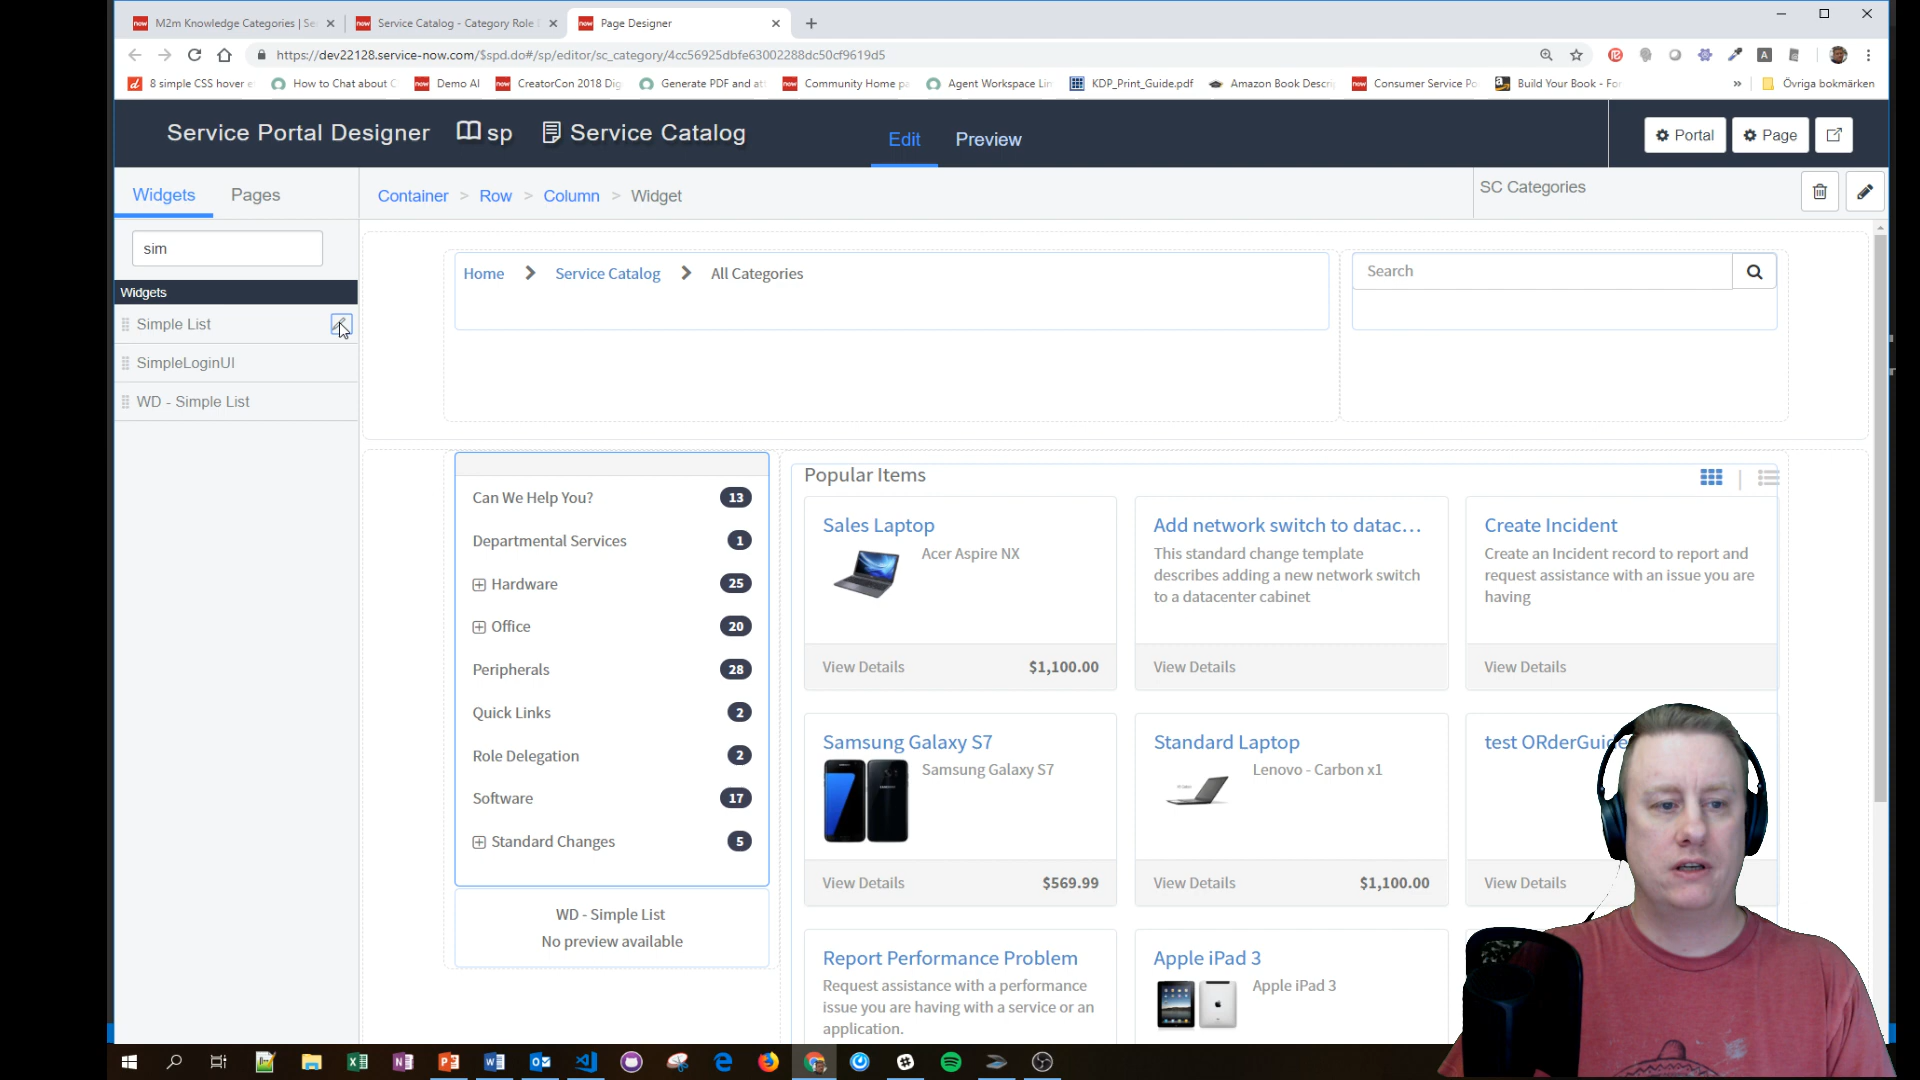 M2m Knowledge Categories | Se
Service Catalog - Category Role
Page Designer
https://dev22128.service-now.com/$spd.do#/sp/editor/sc_category/4cc56925dbfe63002288dc50cf9619d5
8 simple CSS hover e
How to Chat about C
Demo AI
CreatorCon 2018 Dig
Generate PDF and at
Community Home pa
Agent Workspace Lin
KDP_Print_Guide.pdf
Amazon Book Descri
Consumer Service Po
Build Your Book - For
»
Övriga bokmärken
Service Portal Designer
sp
Service Catalog
Edit
Preview
Portal
Page
Widgets
Pages
Container > Row > Column > Widget
SC Categories
sim
Widgets
Simple List
SimpleLoginUI
WD - Simple List
Home
Service Catalog
All Categories
Search
Can We Help You? 13
Departmental Services 1
Hardware 25
Office 20
Peripherals 28
Quick Links 2
Role Delegation 2
Software 17
Standard Changes 5
WD - Simple List
No preview available
Popular Items
Sales Laptop
Acer Aspire NX
View Details $1,100.00
Add network switch to datac...
This standard change template
describes adding a new network switch
to a datacenter cabinet
View Details
Create Incident
Create an Incident record to report and
request assistance with an issue you are
having
View Details
Samsung Galaxy S7
Samsung Galaxy S7
View Details $569.99
Standard Laptop
Lenovo - Carbon x1
View Details $1,100.00
test ORderGuide
View Details
Report Performance Problem
Request assistance with a performance
issue you are having with a service or an
application.
Apple iPad 3
Apple iPad 3